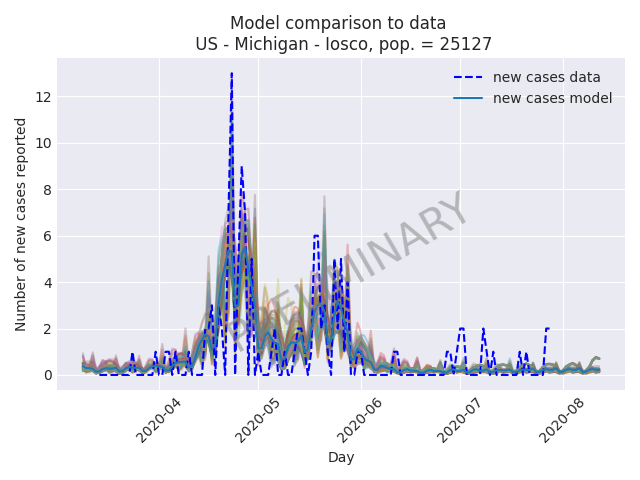 Model comparison to data
US - Michigan - Iosco, pop. = 25127
new cases data
new cases model
PRELIMINARY
Number of new cases reported
12
10
8
6
4
2
0
2020-04
2020-05
2020-06
2020-07
2020-08
Day